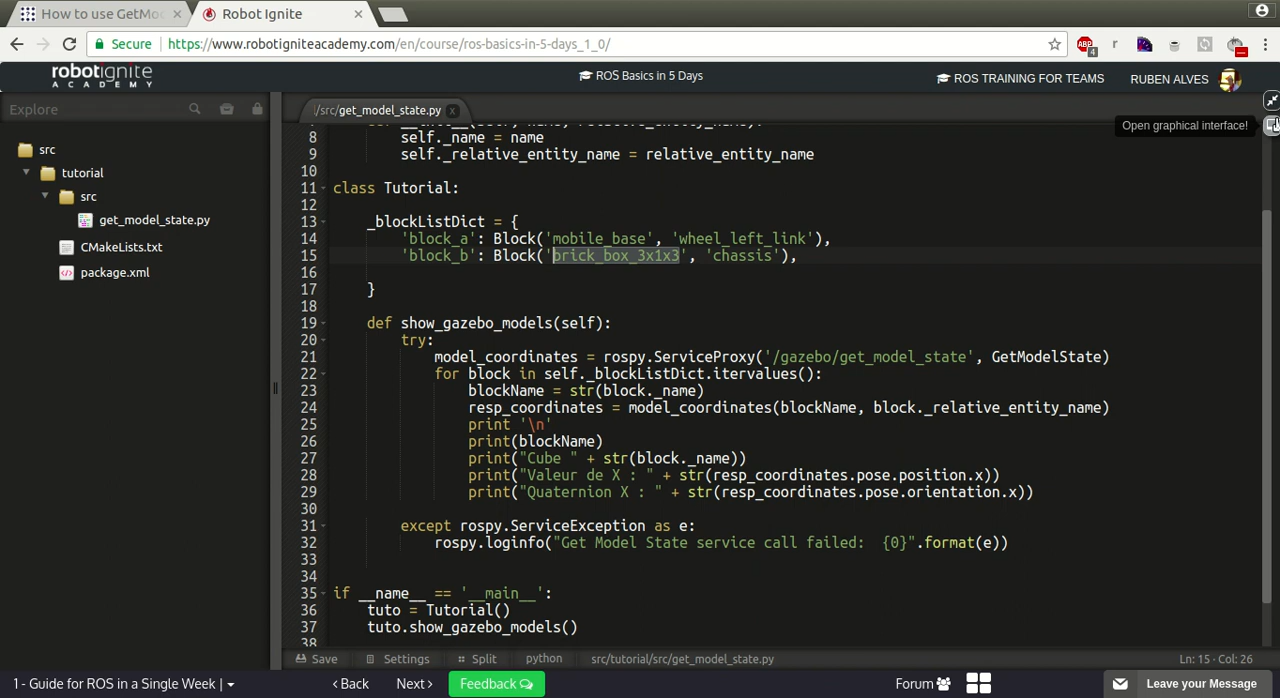 How to use GetMod
Robot Ignite
Secure
https://www.robotigniteacademy.com/en/course/ros-basics-in-5-days_1_0/
ABP
4
r
robotignite
ACADEMY
ROS Basics in 5 Days
ROS TRAINING FOR TEAMS
RUBEN ALVES
Explore
/src/get_model_state.py x
Open graphical interface!
src
tutorial
src
get_model_state.py
CMakeLists.txt
package.xml
8 self._name = name
9 self._relative_entity_name = relative_entity_name
10
11 class Tutorial:
12
13 _blockListDict = {
14 'block_a': Block('mobile_base', 'wheel_left_link'),
15 'block_b': Block('brick_box_3x1x3', 'chassis'),
16
17 }
18
19 def show_gazebo_models(self):
20 try:
21 model_coordinates = rospy.ServiceProxy('/gazebo/get_model_state', GetModelState)
22 for block in self._blockListDict.itervalues():
23 blockName = str(block._name)
24 resp_coordinates = model_coordinates(blockName, block._relative_entity_name)
25 print '\n'
26 print(blockName)
27 print("Cube " + str(block._name))
28 print("Valeur de X : " + str(resp_coordinates.pose.position.x))
29 print("Quaternion X : " + str(resp_coordinates.pose.orientation.x))
30
31 except rospy.ServiceException as e:
32 rospy.loginfo("Get Model State service call failed:  {0}".format(e))
33
34
35 if __name__ == '__main__':
36 tuto = Tutorial()
37 tuto.show_gazebo_models()
38
Save
Settings
Split
python
src/tutorial/src/get_model_state.py
Ln: 15 · Col: 26
1 - Guide for ROS in a Single Week |
Back
Next
Feedback
Forum
Leave your Message